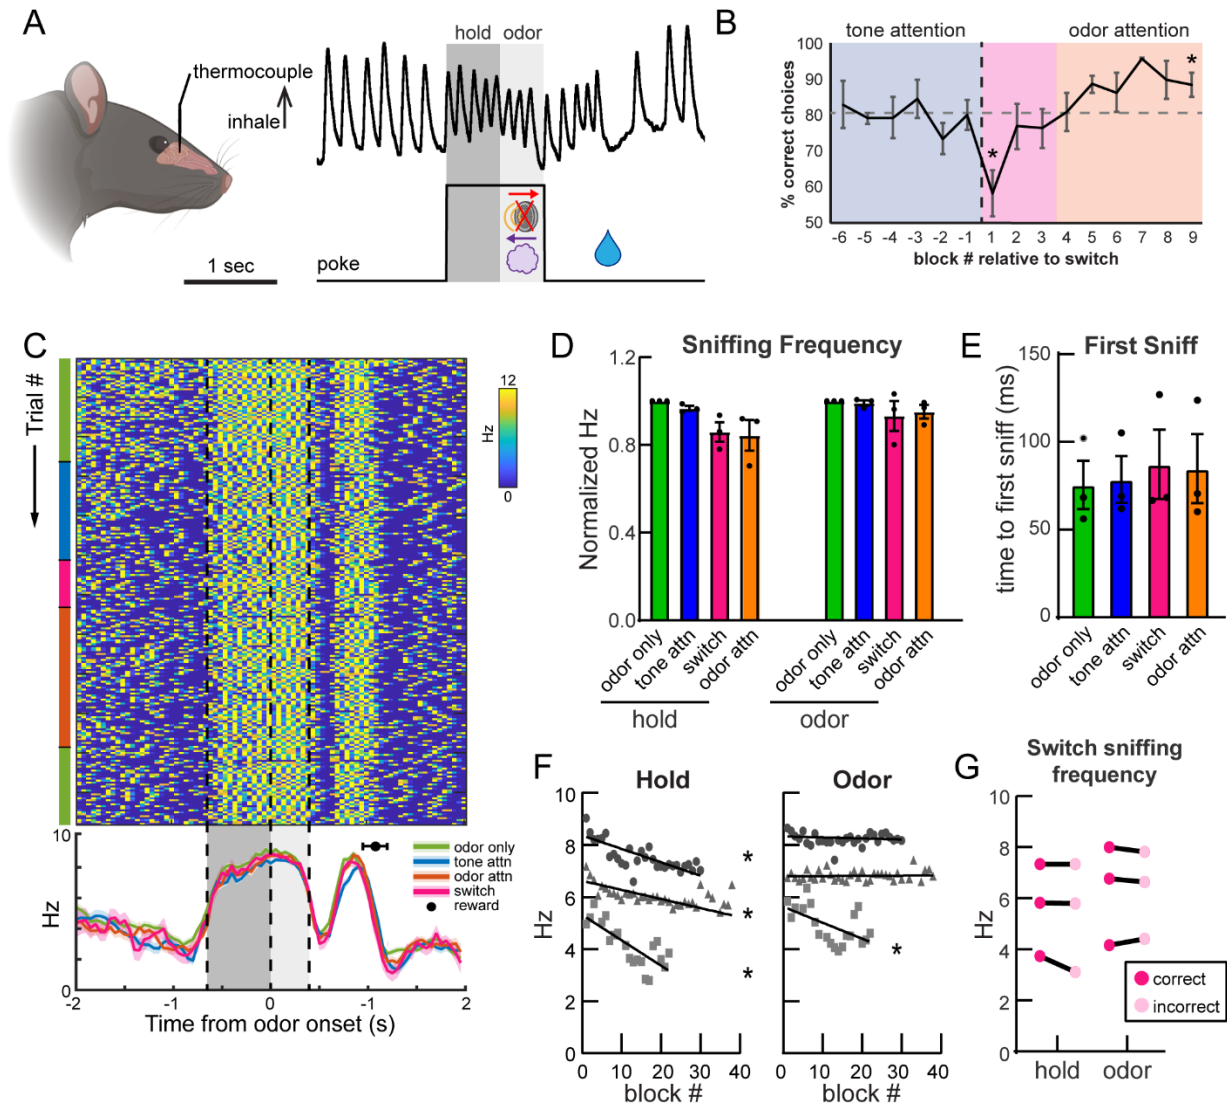 A
thermocouple
inhale
1 sec
hold odor
poke
B
tone attention odor attention
% correct choices
100
90
80
70
60
50
*
*
-6 -5 -4 -3 -2 -1 1 2 3 4 5 6 7 8 9
block # relative to switch
C
Trial #
12
Hz
0
10
Hz
0
odor only
tone attn
odor attn
switch
reward
-2 -1 0 -1 2
Time from odor onset (s)
D
Sniffing Frequency
Normalized Hz
1.2
0.8
0.4
0.0
odor only
tone attn
switch
odor attn
odor only
tone attn
switch
odor attn
hold
odor
E
First Sniff
time to first sniff (ms)
150
100
50
0
odor only
tone attn
switch
odor attn
F
Hold
Odor
Hz
10
8
6
4
2
0
*
*
*
*
0 10 20 30 40
block #
0 10 20 30 40
block #
G
Switch sniffing
frequency
Hz
10
8
6
4
2
0
correct
incorrect
hold odor